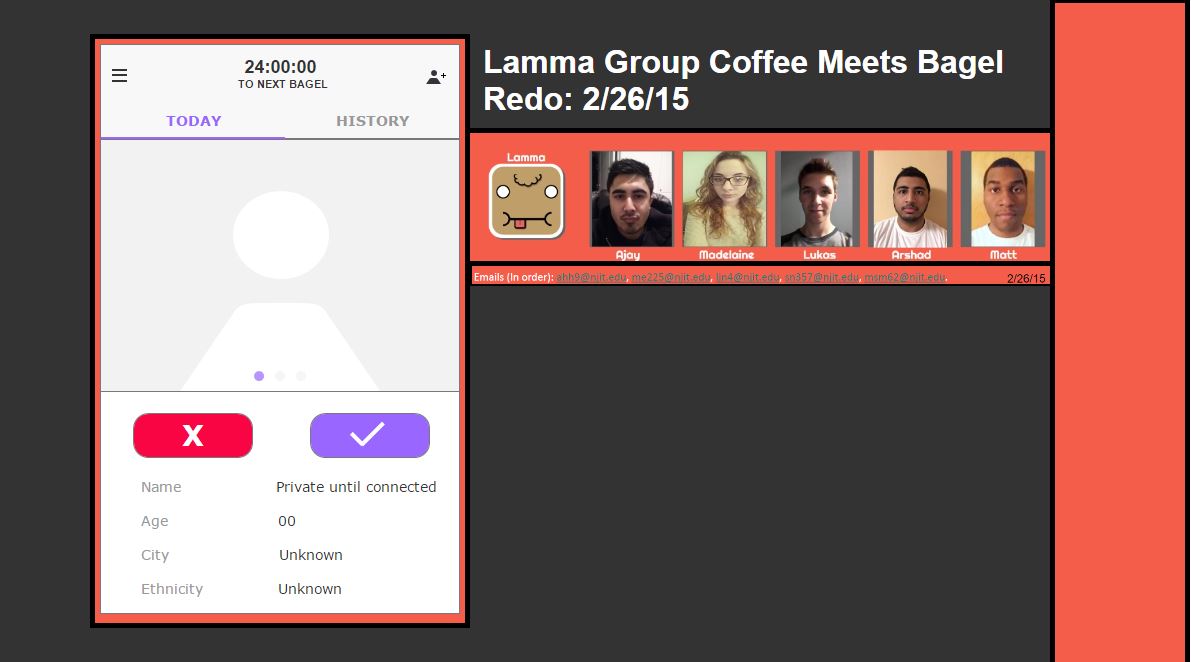 24:00:00
TO NEXT BAGEL
TODAY
HISTORY
X
Name Private until connected
Age 00
City Unknown
Ethnicity Unknown
Lamma Group Coffee Meets Bagel
Redo: 2/26/15
Lamma
Ajay
Madelaine
Lukas
Arshad
Matt
Emails (In order): ahh9@njit.edu, me225@njit.edu, lin4@njit.edu, sn357@njit.edu, msm62@njit.edu.
2/26/15